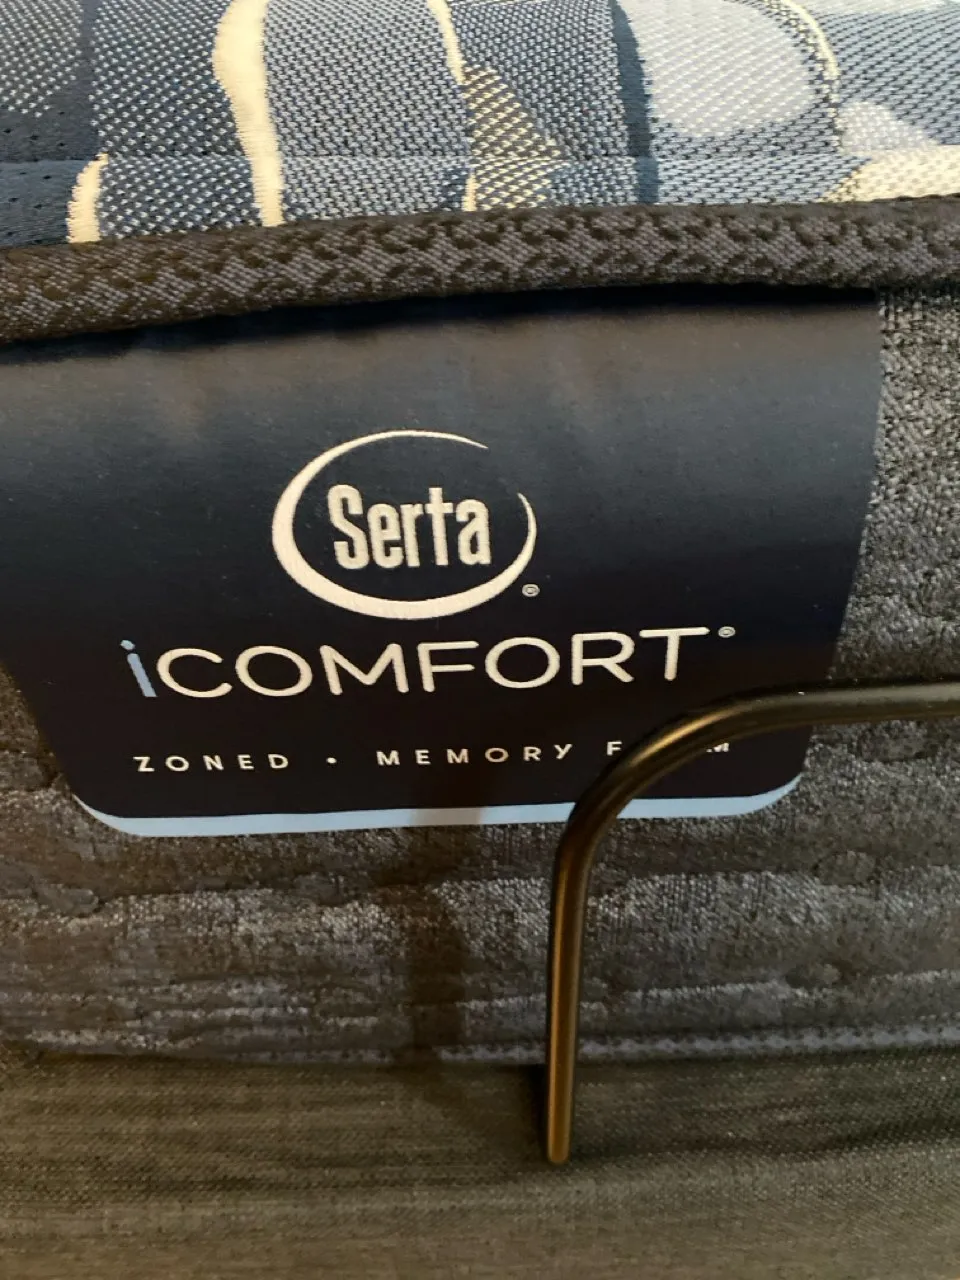 Serta®
iCOMFORT®
ZONED • MEMORY